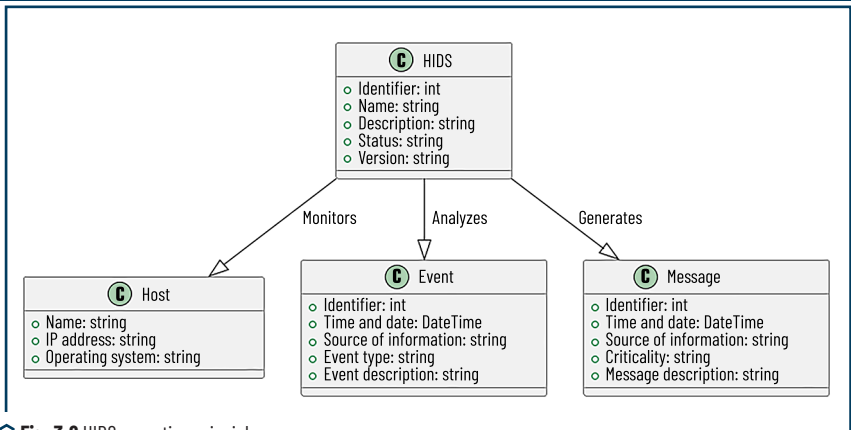 C HIDS
Identifier: int
Name: string
Description: string
Status: string
Version: string
Monitors
Analyzes
Generates
C Host
Name: string
IP address: string
Operating system: string
C Event
Identifier: int
Time and date: DateTime
Source of information: string
Event type: string
Event description: string
C Message
Identifier: int
Time and date: DateTime
Source of information: string
Criticality: string
Message description: string
HIDS